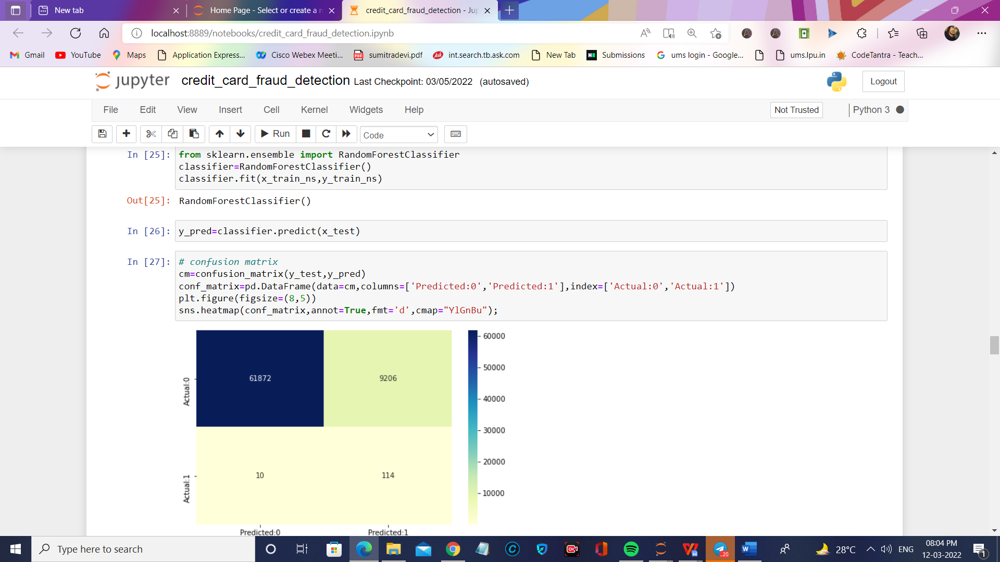 New tab
Home Page - Select or create a n
credit_card_fraud_detection - Jup
localhost:8889/notebooks/credit_card_fraud_detection.ipynb
Gmail
YouTube
Maps
Application Express...
Cisco Webex Meeti...
sumitradevi.pdf
int.search.tb.ask.com
New Tab
Submissions
ums login - Google...
ums.lpu.in
CodeTantra - Teach...
jupyter credit_card_fraud_detection Last Checkpoint: 03/05/2022 (autosaved)
Logout
File Edit View Insert Cell Kernel Widgets Help
Not Trusted
Python 3
Run
Code
In [25]: from sklearn.ensemble import RandomForestClassifier
classifier=RandomForestClassifier()
classifier.fit(x_train_ns,y_train_ns)
Out[25]: RandomForestClassifier()
In [26]: y_pred=classifier.predict(x_test)
In [27]: # confusion matrix
cm=confusion_matrix(y_test,y_pred)
conf_matrix=pd.DataFrame(data=cm,columns=['Predicted:0','Predicted:1'],index=['Actual:0','Actual:1'])
plt.figure(figsize=(8,5))
sns.heatmap(conf_matrix,annot=True,fmt='d',cmap="YlGnBu");
Actual:0
61872
9206
Actual:1
10
114
Predicted:0
Predicted:1
60000
50000
40000
30000
20000
10000
Type here to search
28°C
ENG
08:04 PM
12-03-2022
1